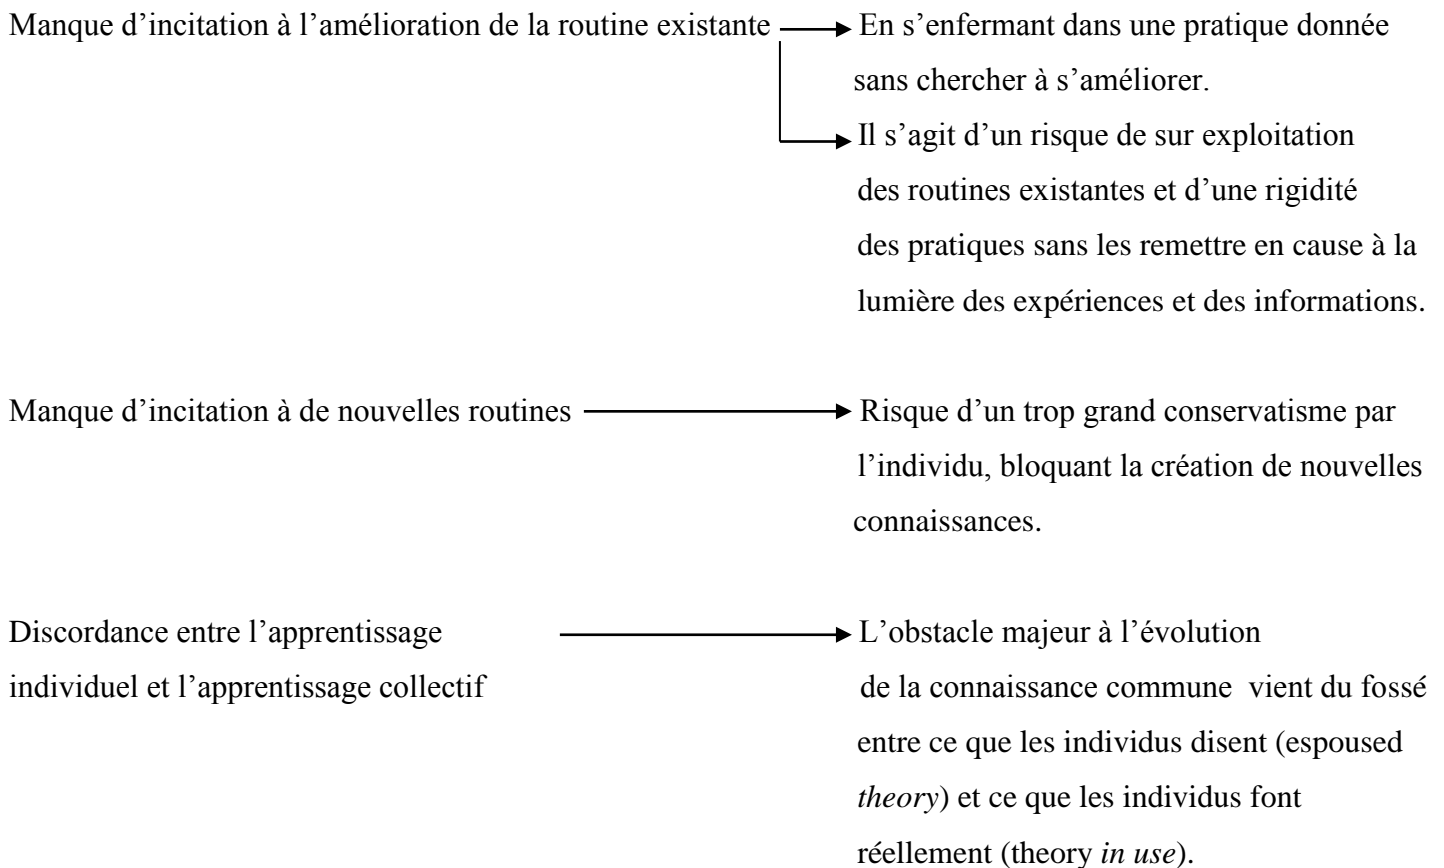 Manque d’incitation à l’amélioration de la routine existante En s’enfermant dans une pratique donnée
sans chercher à s’améliorer.
Il s’agit d’un risque de sur exploitation
des routines existantes et d’une rigidité
des pratiques sans les remettre en cause à la
lumière des expériences et des informations.
Manque d’incitation à de nouvelles routines Risque d’un trop grand conservatisme par
l’individu, bloquant la création de nouvelles
connaissances.
Discordance entre l’apprentissage L’obstacle majeur à l’évolution
individuel et l’apprentissage collectif de la connaissance commune vient du fossé
entre ce que les individus disent (espoused
theory) et ce que les individus font
réellement (theory in use).